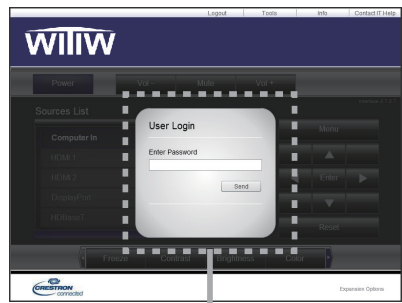 Logout Tools Info Contact IT Help
WITIW
Power Vol - Mute Vol +
Sources List
Computer In
HDMI 1
HDMI 2
DisplayPort
HDBaseT
User Login
Enter Password
Send
Menu
Enter
Reset
Freeze Contrast Brightness Color
CRESTRON
connected
Expansion Options